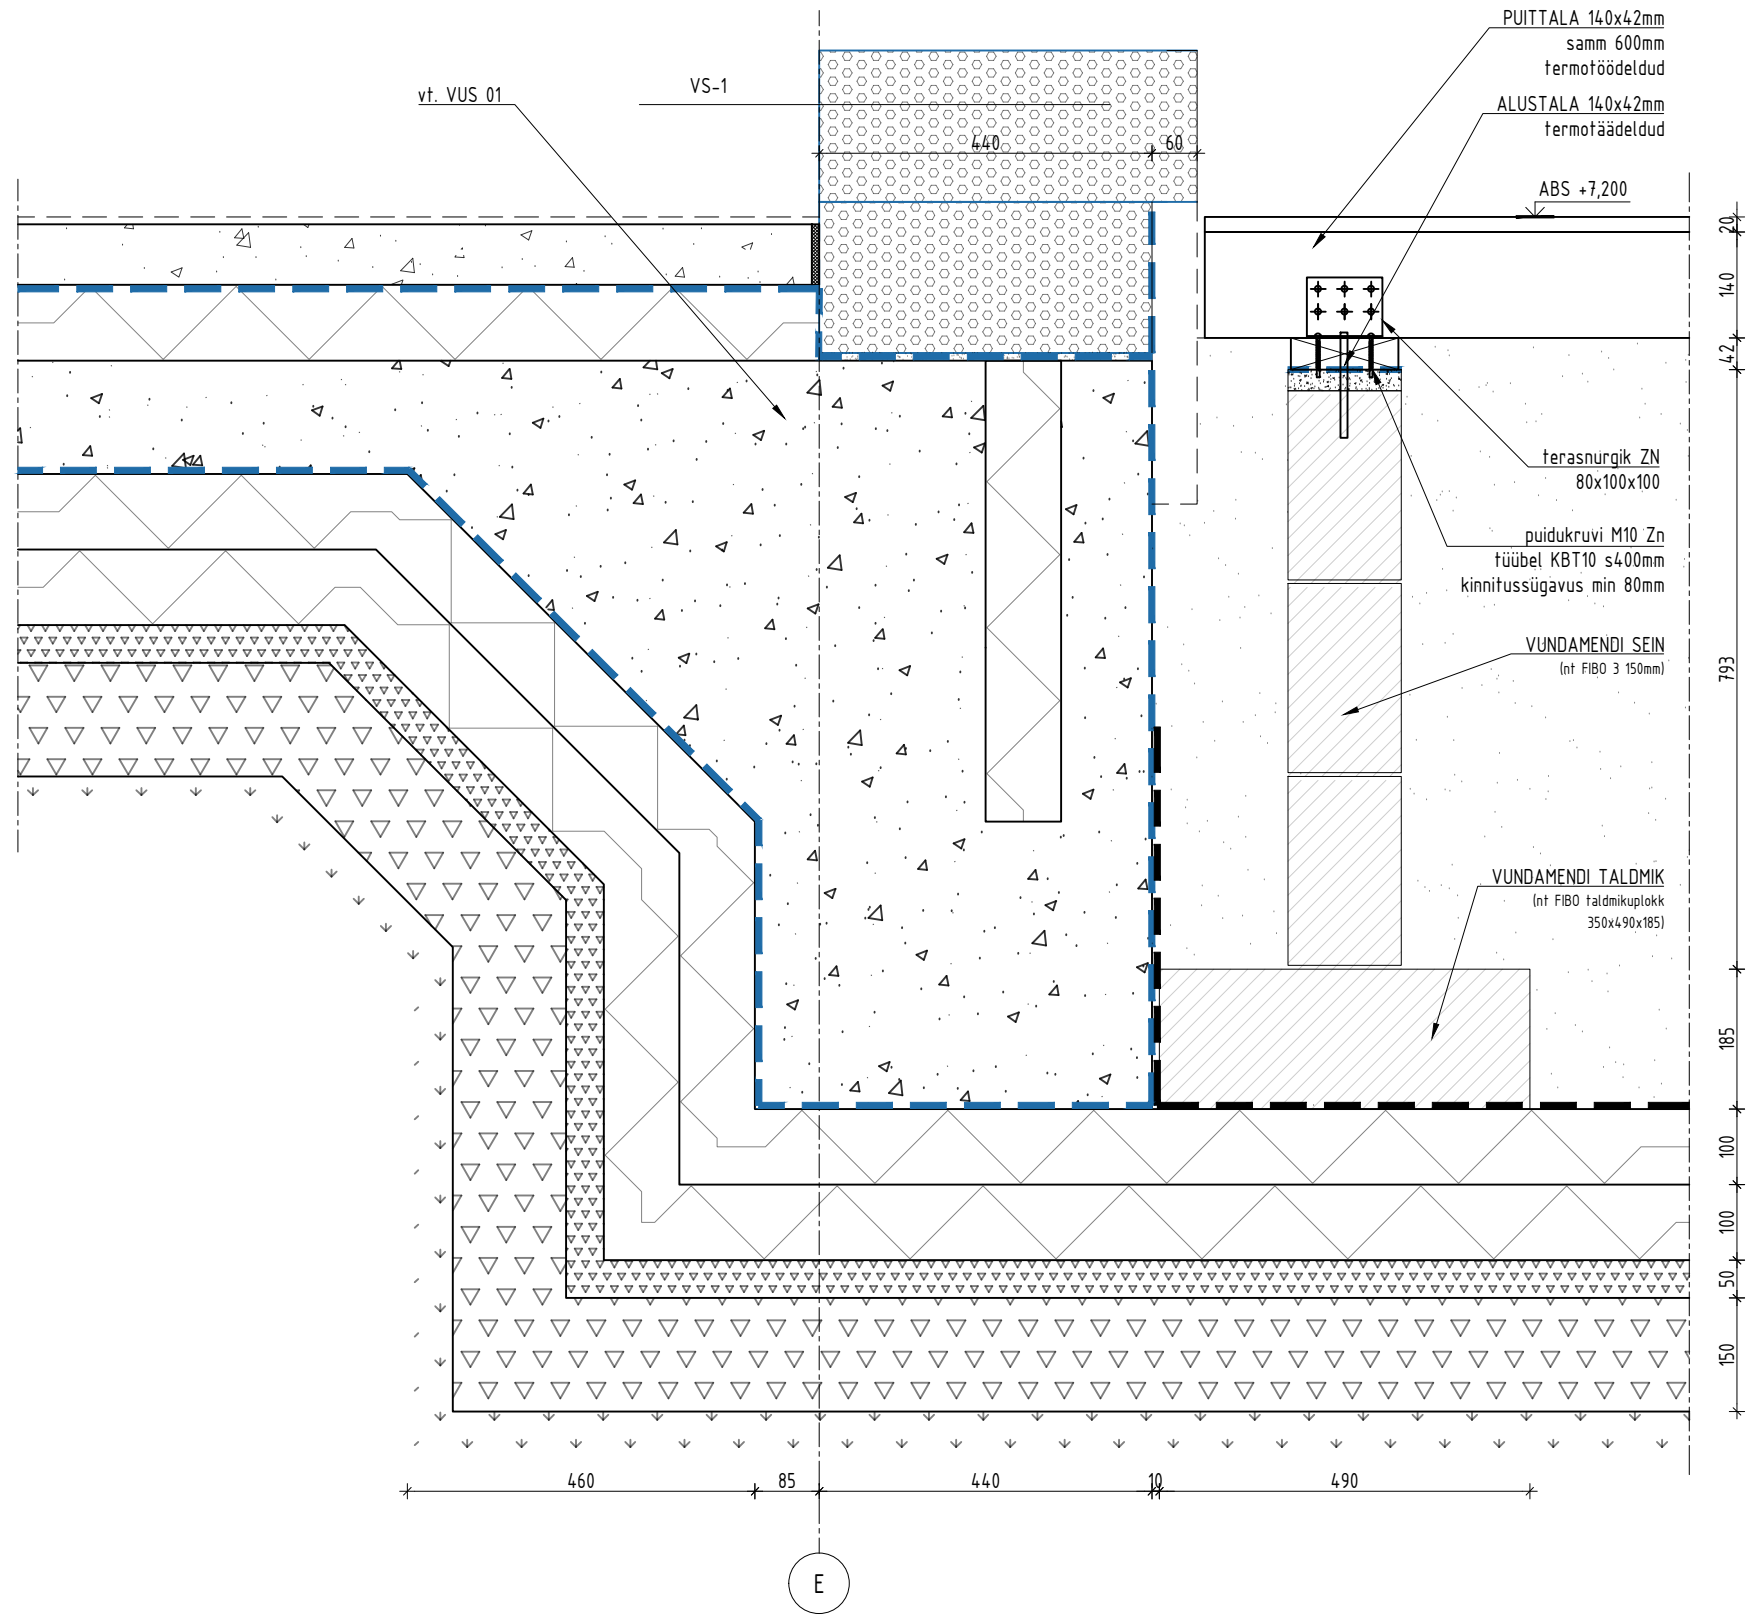 PUITTALA 140x42mm
samm 600mm
termotöödeldud
vt. VUS 01
VS-1
ALUSTALA 140x42mm
termotäädeldud
440
60
ABS +7,200
20
140
42
terasnurgik ZN
80x100x100
puidukruvi M10 Zn
tüübel KBT10 s400mm
kinnitussügavus min 80mm
VUNDAMENDI SEIN
(nt FIBO 3 150mm)
793
VUNDAMENDI TALDMIK
(nt FIBO taldmikuplokk
350x490x185)
185
100
100
50
150
460
85
440
10
490
E